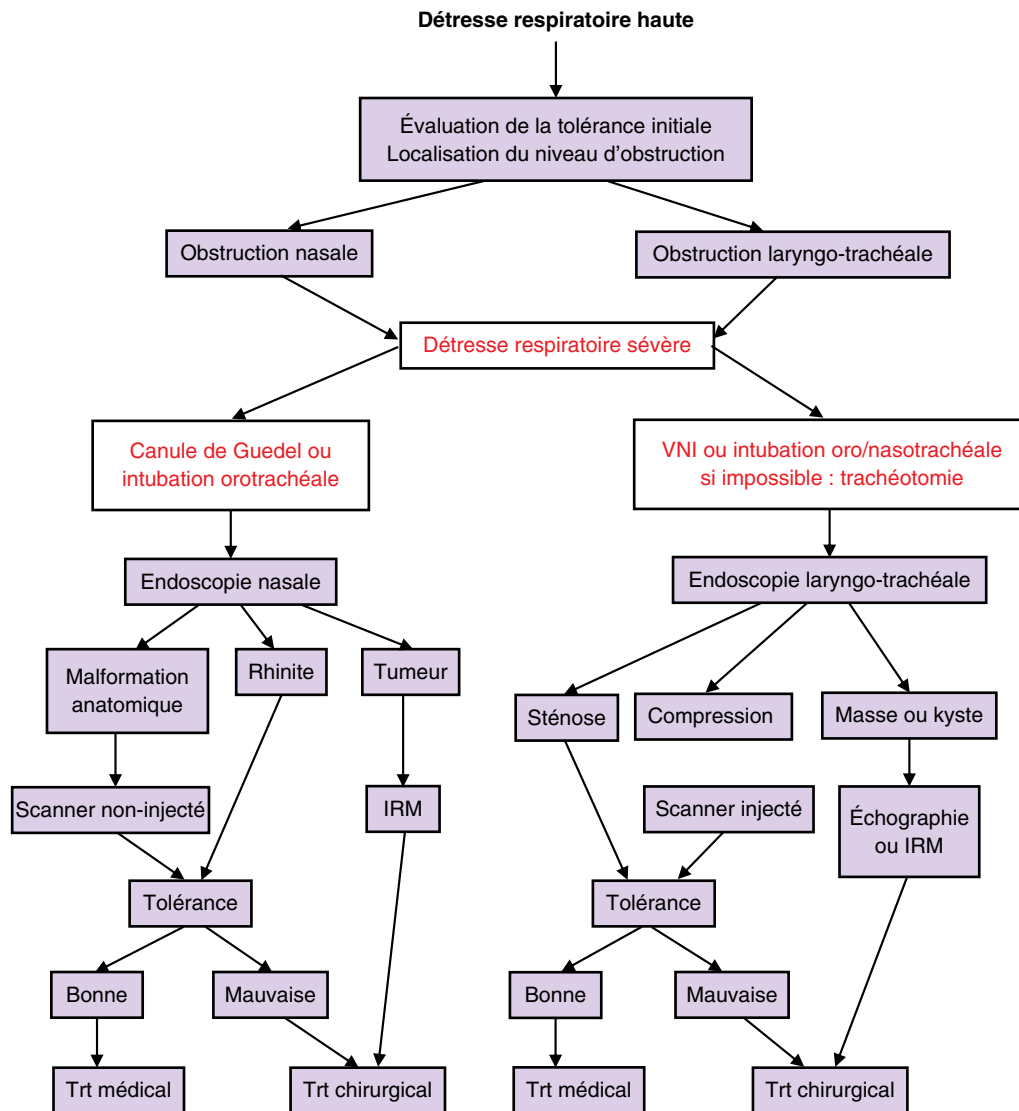 Détresse respiratoire haute
Évaluation de la tolérance initiale
Localisation du niveau d'obstruction
Obstruction nasale
Obstruction laryngo-trachéale
Détresse respiratoire sévère
Canule de Guedel ou
intubation orotrachéale
VNI ou intubation oro/nasotrachéale
si impossible : trachéotomie
Endoscopie nasale
Endoscopie laryngo-trachéale
Malformation
anatomique
Rhinite
Tumeur
Sténose
Compression
Masse ou kyste
Scanner non-injecté
IRM
Scanner injecté
Échographie
ou IRM
Tolérance
Tolérance
Bonne
Mauvaise
Bonne
Mauvaise
Trt médical
Trt chirurgical
Trt médical
Trt chirurgical